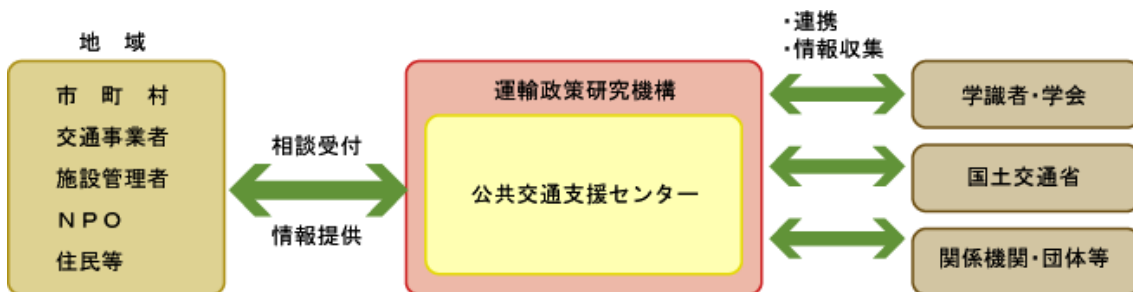 地　域
市　町　村
交通事業者
施設管理者
ＮＰＯ
住民等
相談受付
情報提供
運輸政策研究機構
公共交通支援センター
・連携
・情報収集
学識者・学会
国土交通省
関係機関・団体等